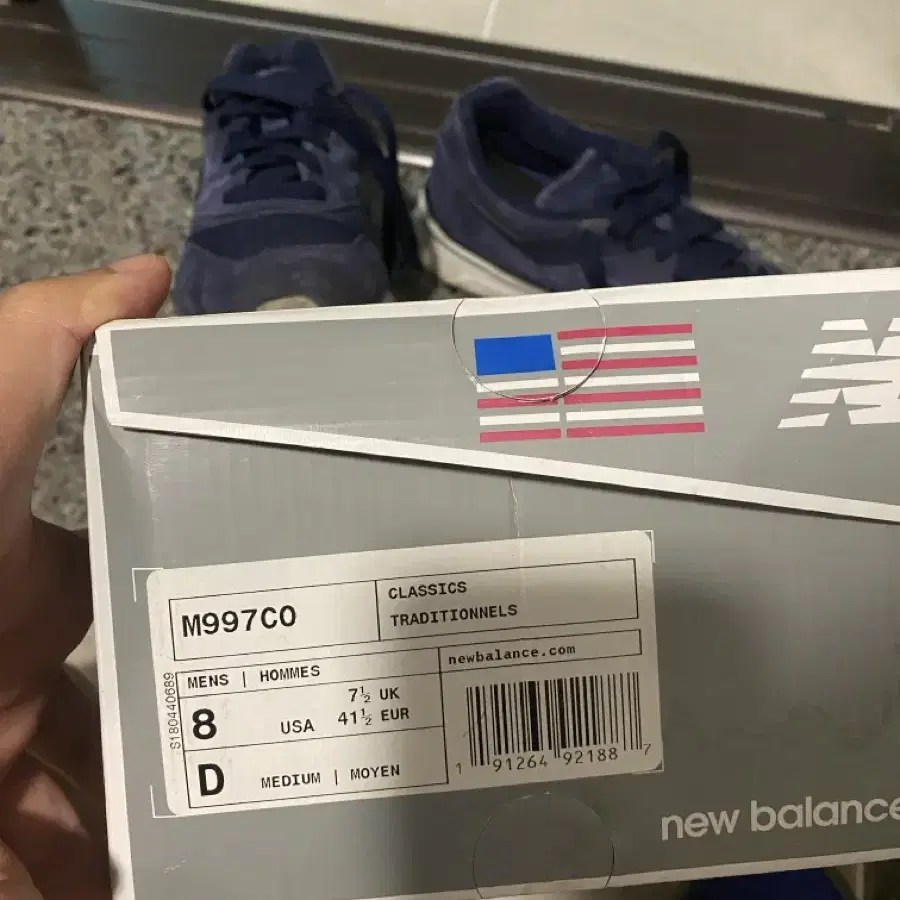 M997CO
CLASSICS
TRADITIONNELS
MENS | HOMMES
newbalance.com
7½ UK
8 USA 41½ EUR
D MEDIUM | MOYEN
S180440689
1 91264 92188 7
new balance